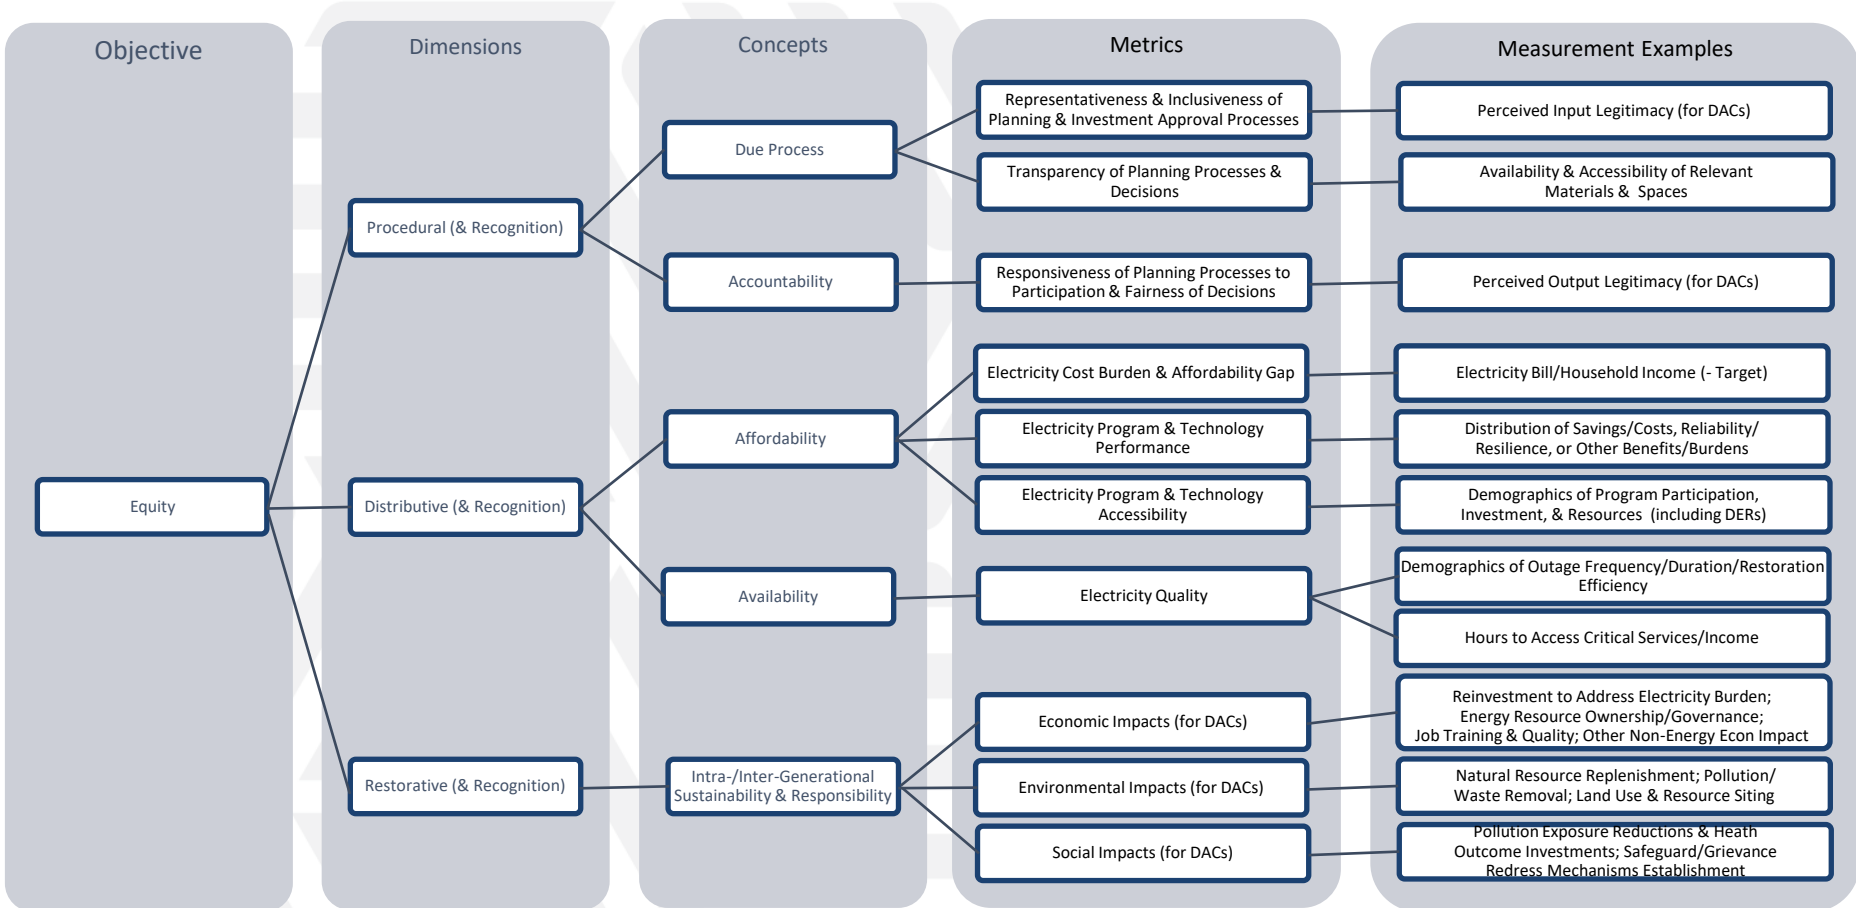 Objective
Dimensions
Concepts
Metrics
Measurement Examples
Equity
Procedural (& Recognition)
Distributive (& Recognition)
Restorative (& Recognition)
Due Process
Accountability
Affordability
Availability
Intra-/Inter-Generational
Sustainability & Responsibility
Representativeness & Inclusiveness of
Planning & Investment Approval Processes
Transparency of Planning Processes &
Decisions
Responsiveness of Planning Processes to
Participation & Fairness of Decisions
Electricity Cost Burden & Affordability Gap
Electricity Program & Technology
Performance
Electricity Program & Technology
Accessibility
Electricity Quality
Economic Impacts (for DACs)
Environmental Impacts (for DACs)
Social Impacts (for DACs)
Perceived Input Legitimacy (for DACs)
Availability & Accessibility of Relevant
Materials &  Spaces
Perceived Output Legitimacy (for DACs)
Electricity Bill/Household Income (- Target)
Distribution of Savings/Costs, Reliability/
Resilience, or Other Benefits/Burdens
Demographics of Program Participation,
Investment, & Resources  (including DERs)
Demographics of Outage Frequency/Duration/Restoration
Efficiency
Hours to Access Critical Services/Income
Reinvestment to Address Electricity Burden;
Energy Resource Ownership/Governance;
Job Training & Quality; Other Non-Energy Econ Impact
Natural Resource Replenishment; Pollution/
Waste Removal; Land Use & Resource Siting
Pollution Exposure Reductions & Heath
Outcome Investments; Safeguard/Grievance
Redress Mechanisms Establishment